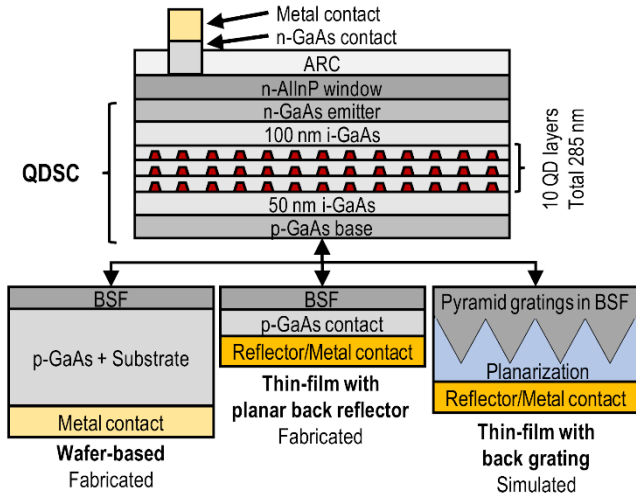 Metal contact
n-GaAs contact
ARC
n-AlInP window
n-GaAs emitter
100 nm i-GaAs
QDSC
10 QD layers
Total 285 nm
50 nm i-GaAs
p-GaAs base
BSF
p-GaAs + Substrate
Metal contact
Wafer-based
Fabricated
BSF
p-GaAs contact
Reflector/Metal contact
Thin-film with
planar back reflector
Fabricated
Pyramid gratings in BSF
Planarization
Reflector/Metal contact
Thin-film with
back grating
Simulated